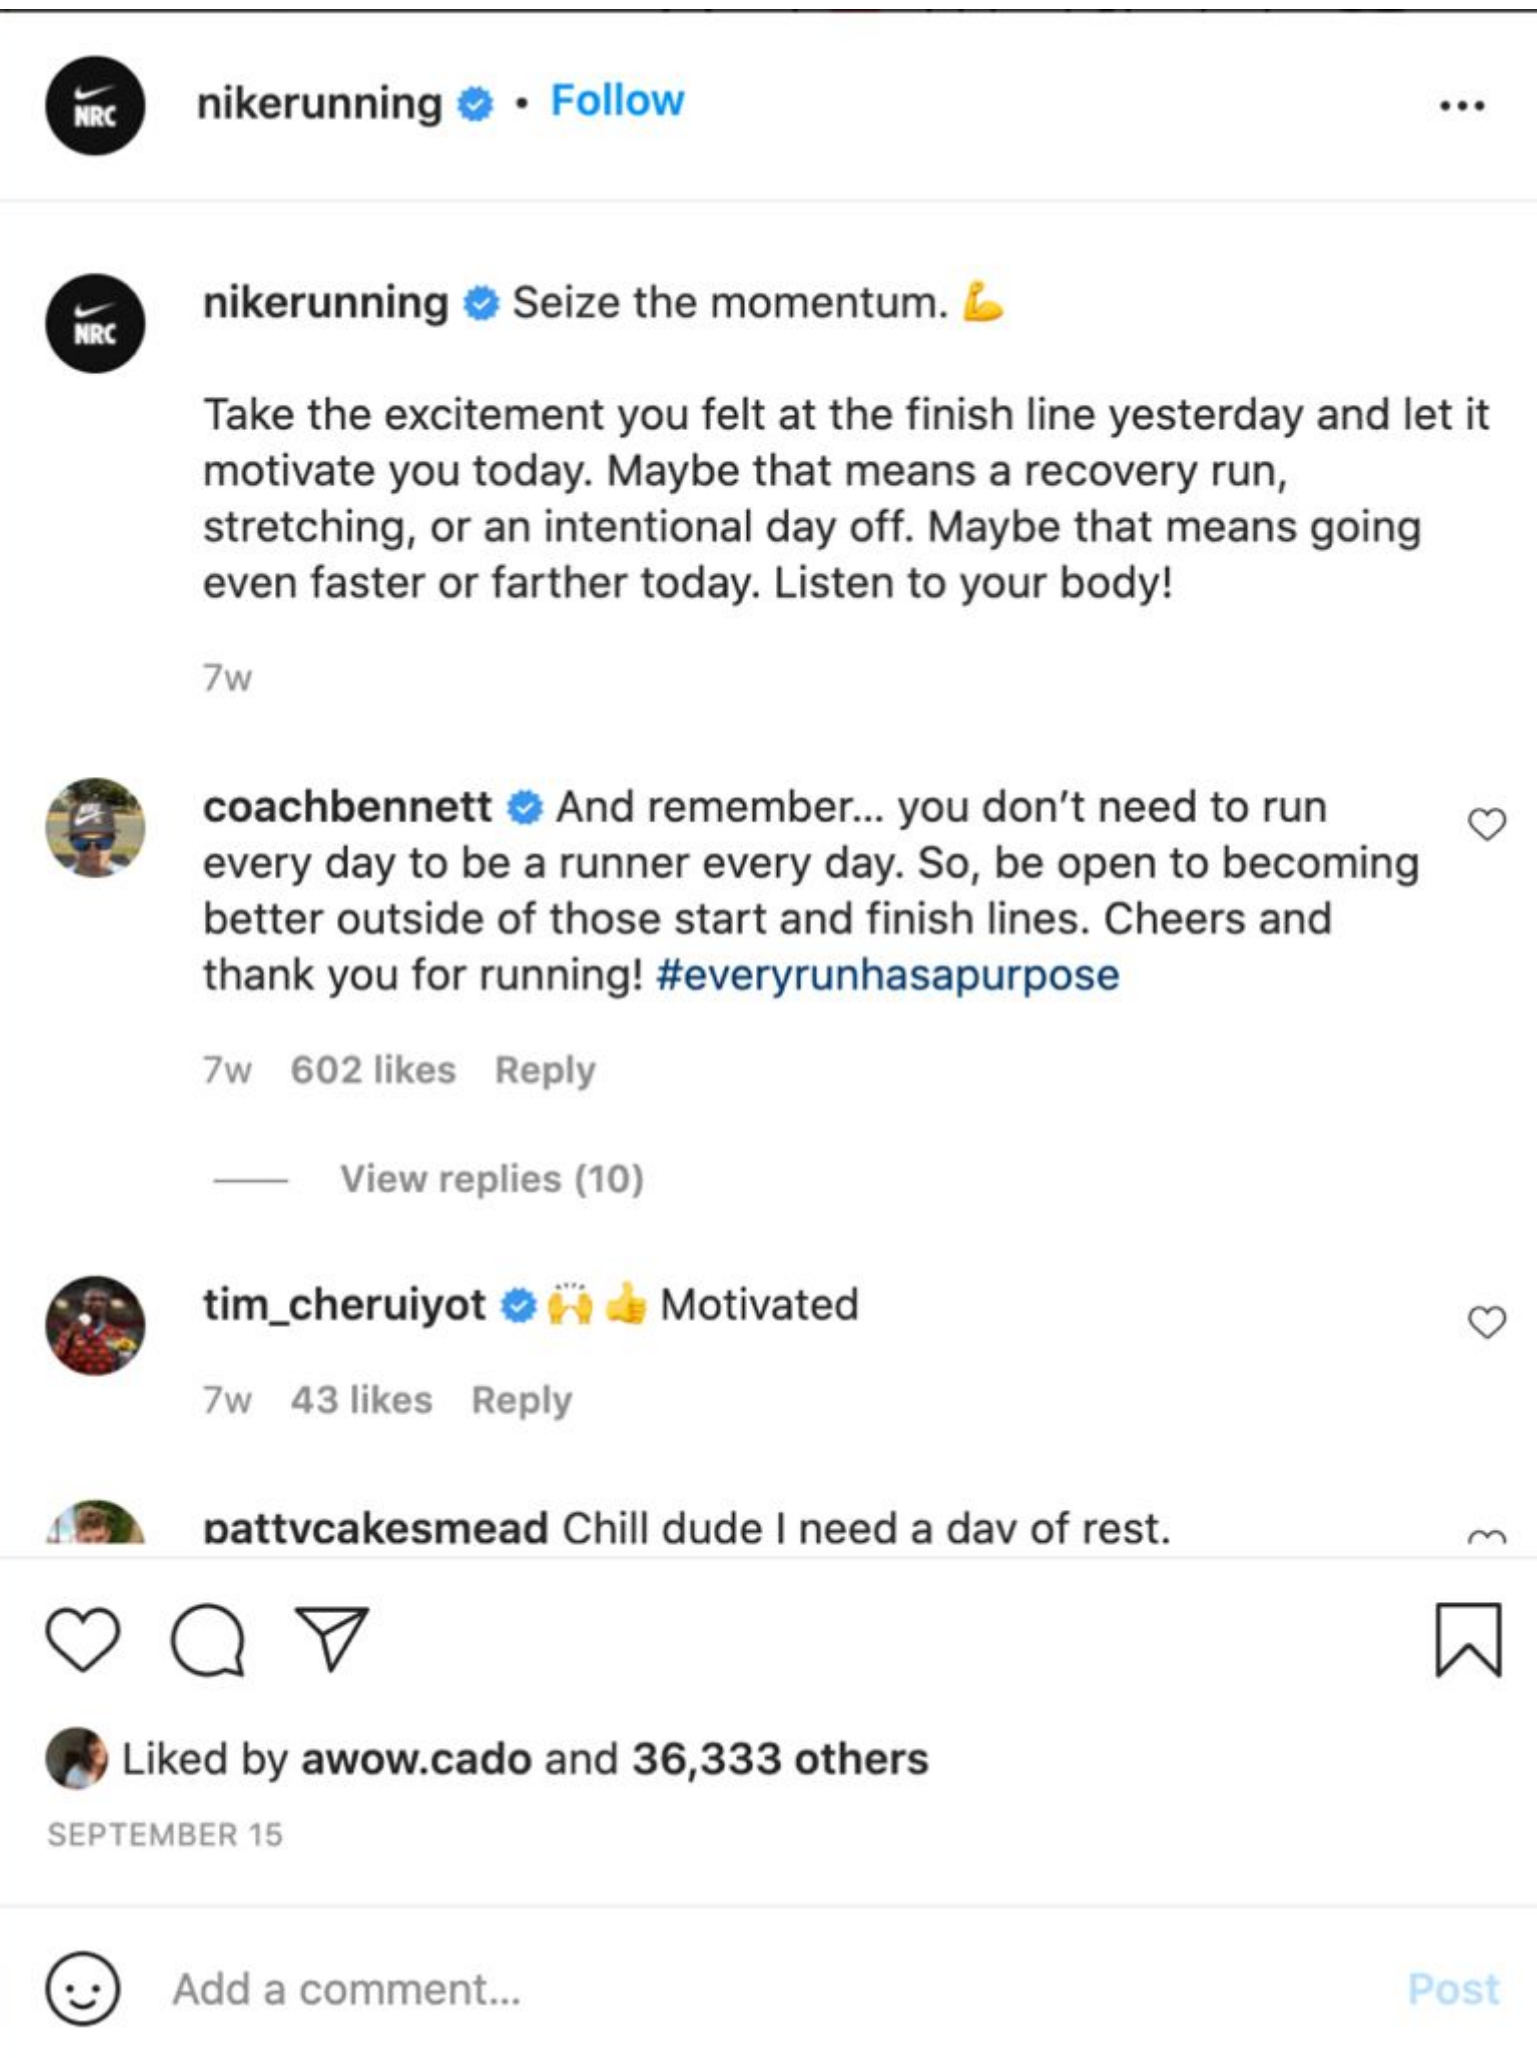 NRC
nikerunning • Follow
NRC
nikerunning Seize the momentum. 💪
Take the excitement you felt at the finish line yesterday and let it
motivate you today. Maybe that means a recovery run,
stretching, or an intentional day off. Maybe that means going
even faster or farther today. Listen to your body!
7w
coachbennett And remember... you don’t need to run
every day to be a runner every day. So, be open to becoming
better outside of those start and finish lines. Cheers and
thank you for running! #everyrunhasapurpose
7w 602 likes Reply
View replies (10)
tim_cheruiyot 🙌 👍 Motivated
7w 43 likes Reply
pattycakesmead Chill dude I need a day of rest.
Liked by awow.cado and 36,333 others
SEPTEMBER 15
Add a comment...
Post